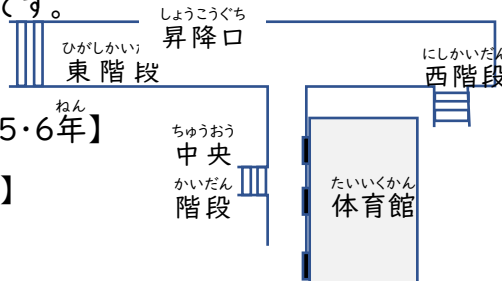 です。
しょうこうぐち
昇降口
ひがしかいだ
東階段
にしかいだん
西階段
ねん
5・6年】
】
ちゅうおう
中央
かいだん
階段
たいいくかん
体育館